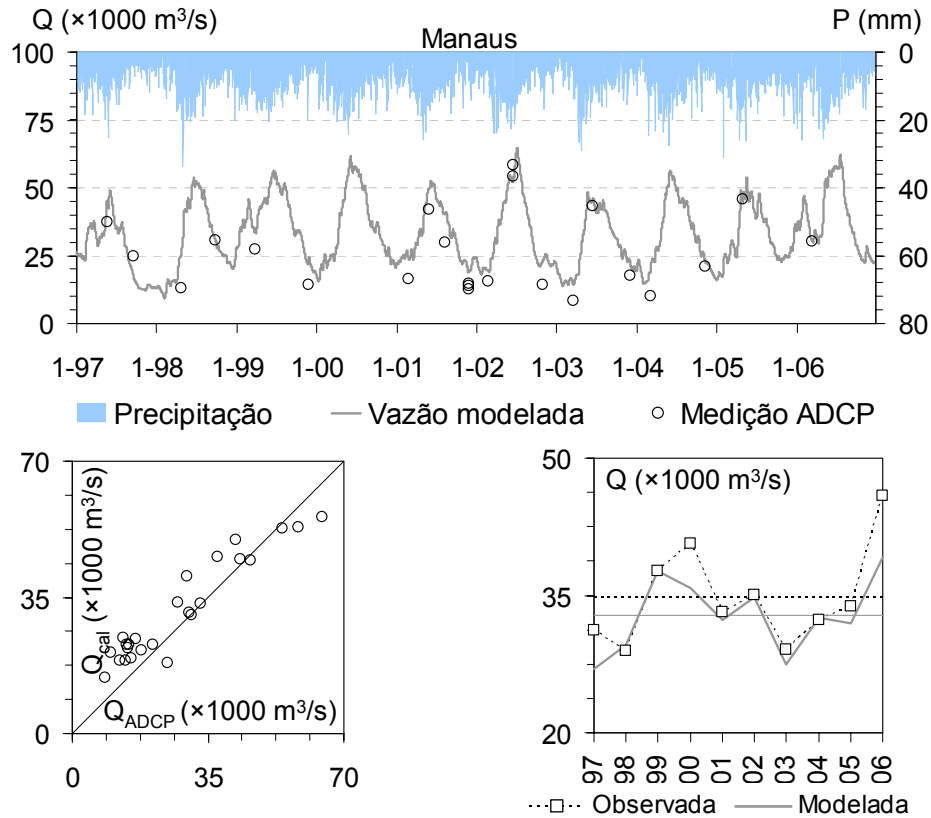 Q (×1000 m³/s)
P (mm)
Manaus
100
75
50
25
0
0
20
40
60
80
1-97 1-98 1-99 1-00 1-01 1-02 1-03 1-04 1-05 1-06
Precipitação
Vazão modelada
Medição ADCP
70
35
0
Qcal (×1000 m³/s)
QADCP (×1000 m³/s)
0 35 70
50
35
20
Q (×1000 m³/s)
97 98 99 00 01 02 03 04 05 06
Observada
Modelada